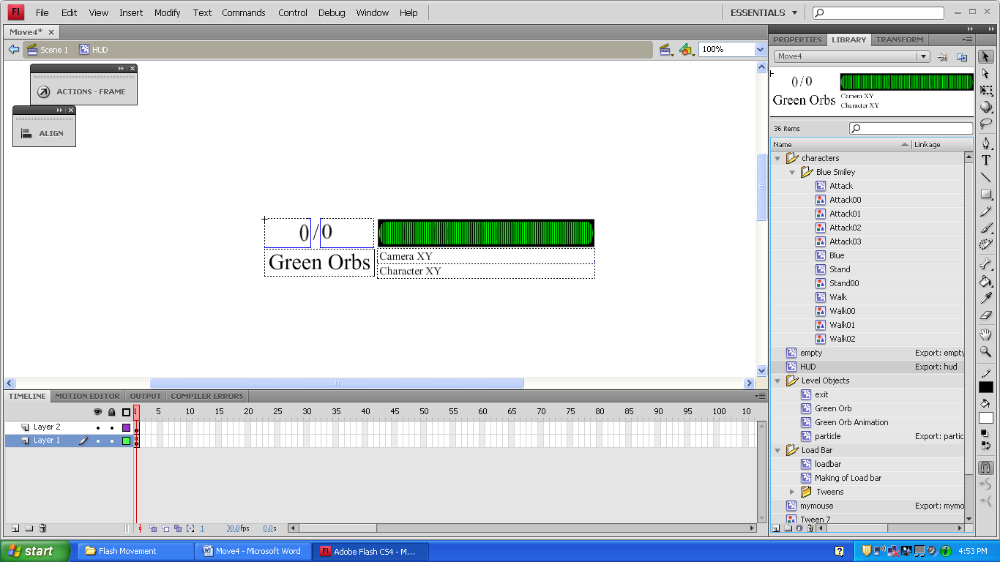 Fl File Edit View Insert Modify Text Commands Control Debug Window Help ESSENTIALS
Move4*
Scene 1 HUD 100%
ACTIONS - FRAME
ALIGN
0/0
Green Orbs
Camera XY
Character XY
PROPERTIES LIBRARY TRANSFORM
Move4
0/0
Green Orbs
Camera XY
Character XY
36 items
Name Linkage
characters
Blue Smiley
Attack
Attack00
Attack01
Attack02
Attack03
Blue
Stand
Stand00
Walk
Walk00
Walk01
Walk02
empty Export: empty
HUD Export: hud
Level Objects
exit
Green Orb
Green Orb Animation
particle Export: partic
Load Bar
loadbar
Making of Load bar
Tweens
mymouse Export: mymo
Tween 7
TIMELINE MOTION EDITOR OUTPUT COMPILER ERRORS
1 5 10 15 20 25 30 35 40 45 50 55 60 65 70 75 80 85 90 95 100 10
Layer 2
Layer 1
1 30.0fps 0.0s
start Flash Movement Move4 - Microsoft Word Fl Adobe Flash CS4 - M... 4:53 PM